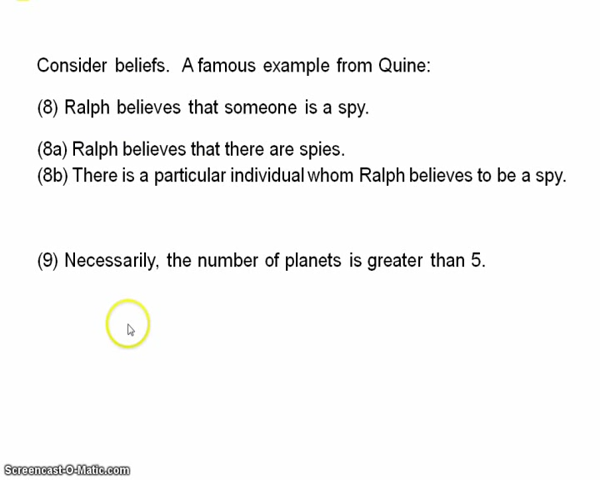 Consider beliefs. A famous example from Quine:
(8) Ralph believes that someone is a spy.
(8a) Ralph believes that there are spies.
(8b) There is a particular individual whom Ralph believes to be a spy.
(9) Necessarily, the number of planets is greater than 5.
Screencast-O-Matic.com